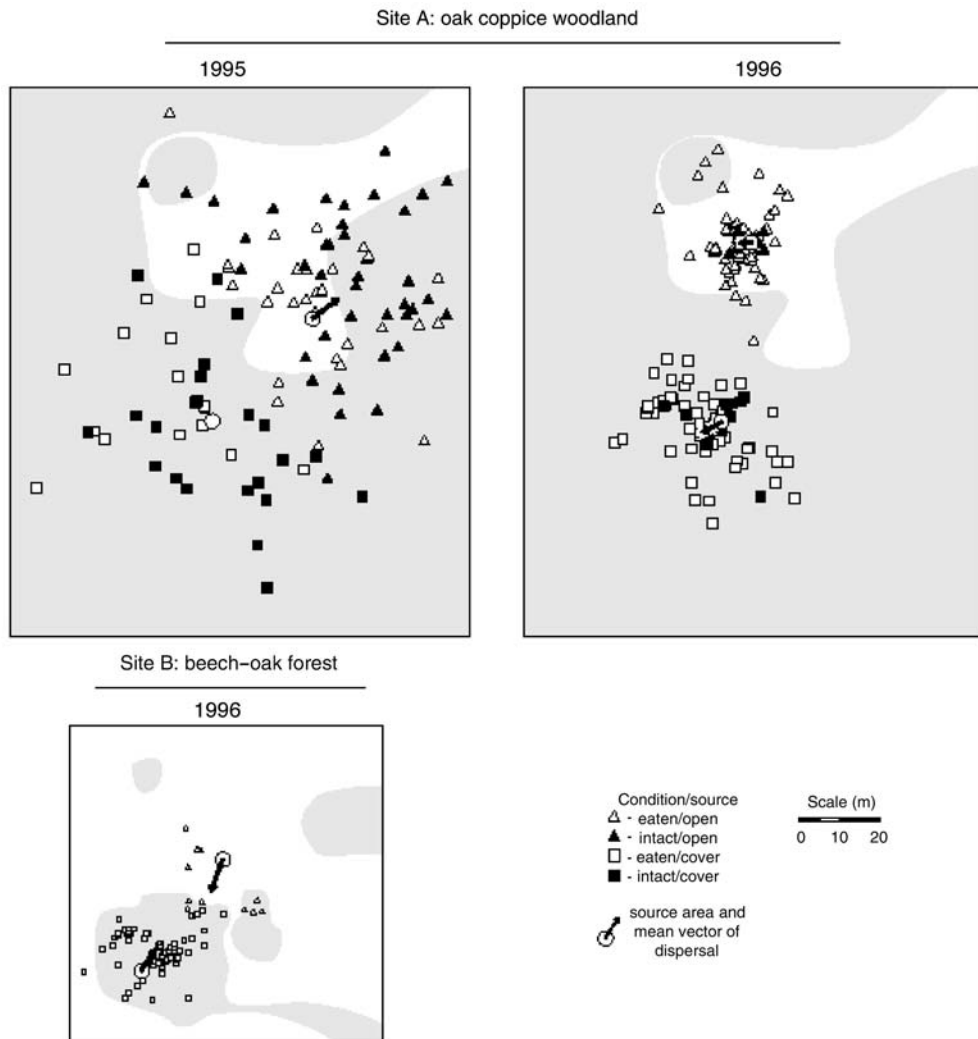 Site A: oak coppice woodland
1995
1996
Site B: beech-oak forest
1996
Condition/source
- eaten/open
- intact/open
- eaten/cover
- intact/cover
source area and
mean vector of
dispersal
Scale (m)
0 10 20